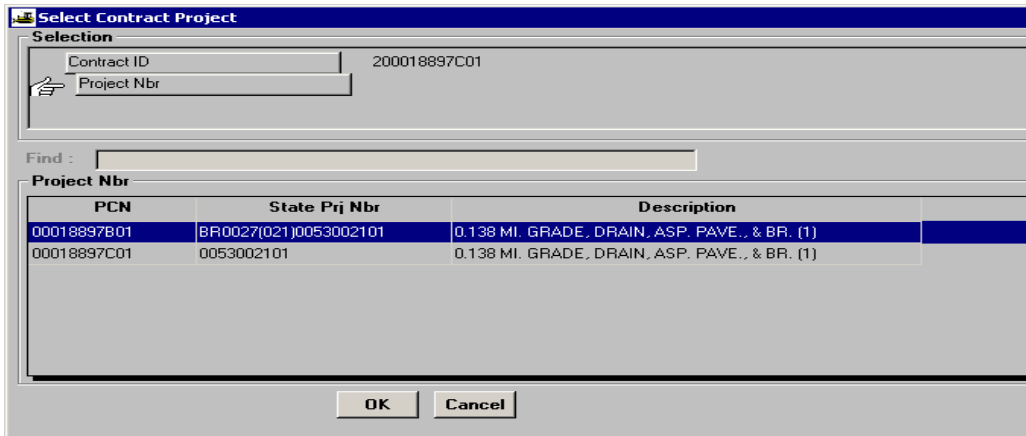 Select Contract Project
Selection
Contract ID 200018897C01
Project Nbr
Find :
Project Nbr
PCN State Prj Nbr Description
00018897B01 BR0027(021)0053002101 0.138 MI. GRADE, DRAIN, ASP. PAVE., & BR. (1)
00018897C01 0053002101 0.138 MI. GRADE, DRAIN, ASP. PAVE., & BR. (1)
OK Cancel